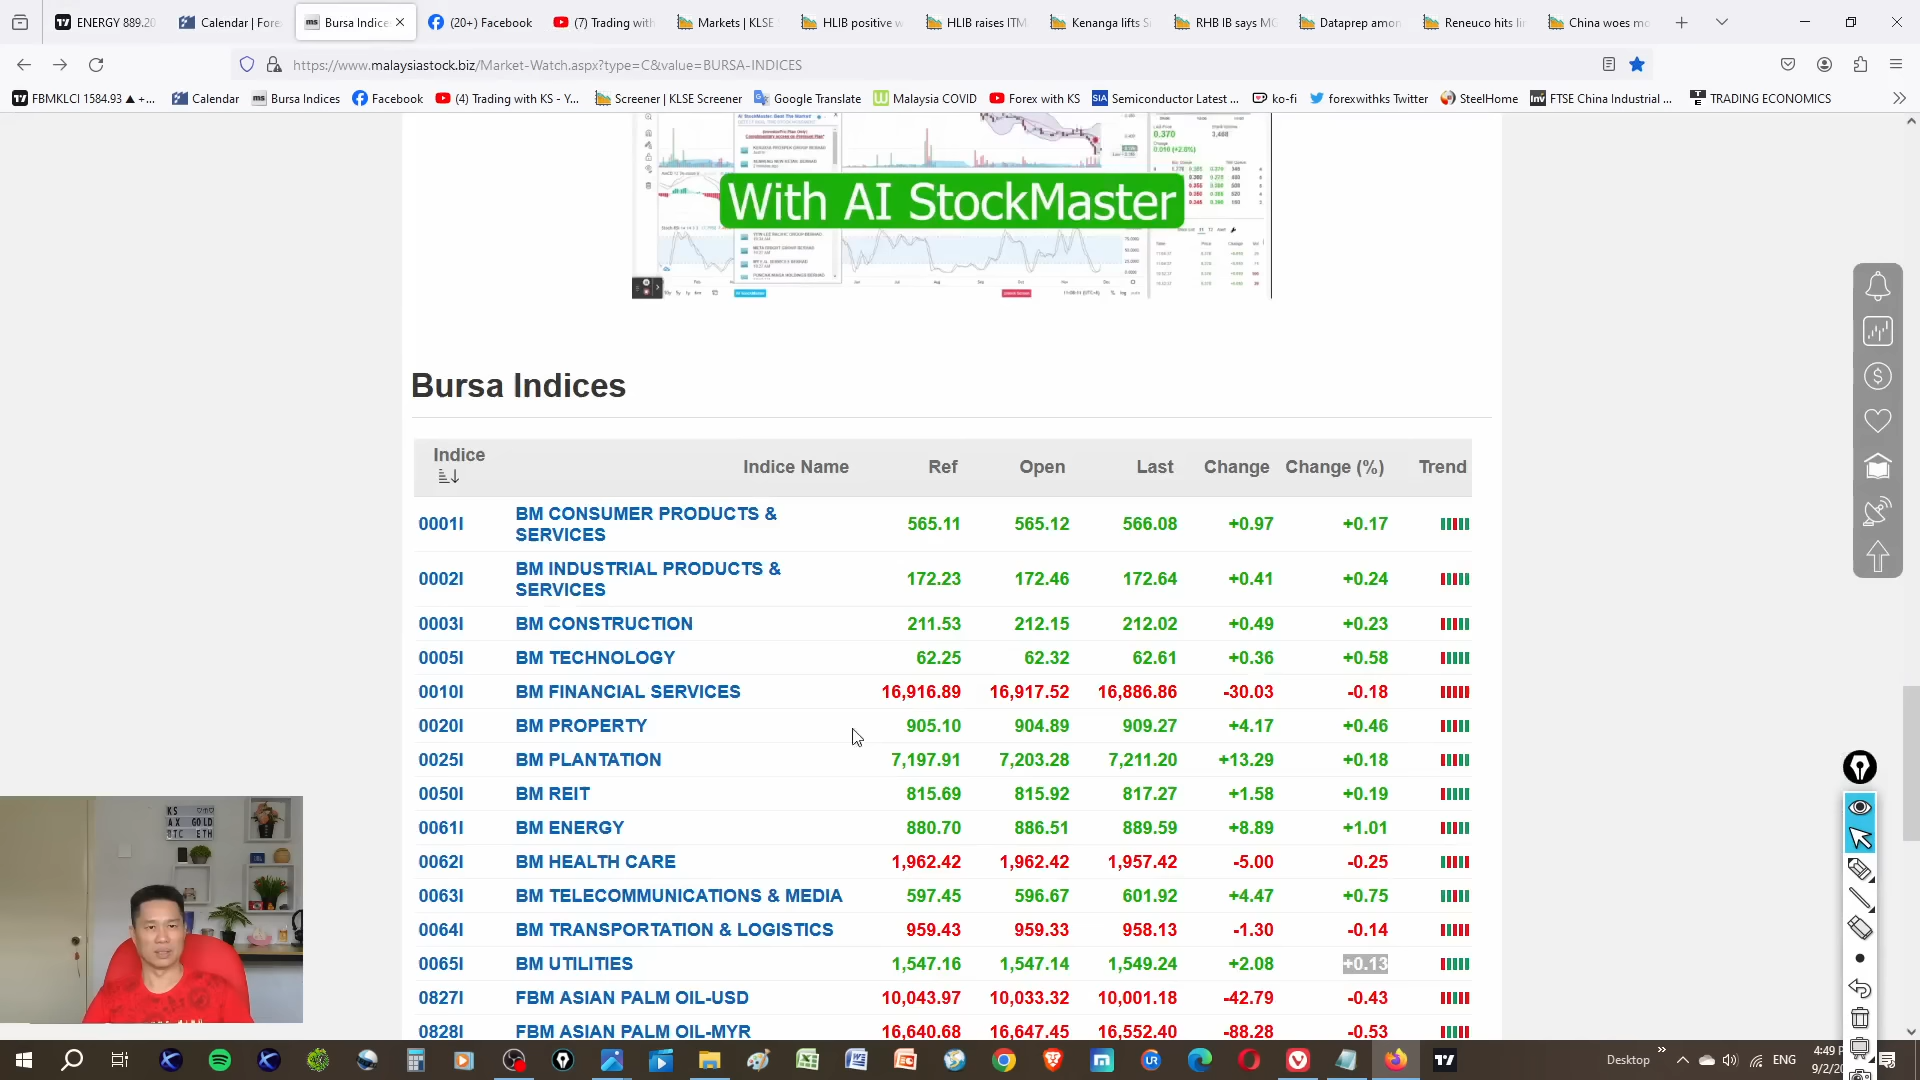 ENERGY 889.20
Calendar | Fore
Bursa Indice
(20+) Facebook
(7) Trading with
Markets | KLSE
HLIB positive w
HLIB raises ITM
Kenanga lifts S
RHB IB says MC
Dataprep amon
Reneuco hits lin
China woes mo
https://www.malaysiastock.biz/Market-Watch.aspx?type=C&value=BURSA-INDICES
FBMKLCI 1584.93 ▲ +...
Calendar
Bursa Indices
Facebook
(4) Trading with KS - Y...
Screener | KLSE Screener
Google Translate
Malaysia COVID
Forex with KS
Semiconductor Latest ...
ko-fi
forexwithks Twitter
SteelHome
FTSE China Industrial ...
TRADING ECONOMICS
With AI StockMaster
Bursa Indices
Indice Indice Name Ref Open Last Change Change (%) Trend
0001I BM CONSUMER PRODUCTS & SERVICES 565.11 565.12 566.08 +0.97 +0.17
0002I BM INDUSTRIAL PRODUCTS & SERVICES 172.23 172.46 172.64 +0.41 +0.24
0003I BM CONSTRUCTION 211.53 212.15 212.02 +0.49 +0.23
0005I BM TECHNOLOGY 62.25 62.32 62.61 +0.36 +0.58
0010I BM FINANCIAL SERVICES 16,916.89 16,917.52 16,886.86 -30.03 -0.18
0020I BM PROPERTY 905.10 904.89 909.27 +4.17 +0.46
0025I BM PLANTATION 7,197.91 7,203.28 7,211.20 +13.29 +0.18
0050I BM REIT 815.69 815.92 817.27 +1.58 +0.19
0061I BM ENERGY 880.70 886.51 889.59 +8.89 +1.01
0062I BM HEALTH CARE 1,962.42 1,962.42 1,957.42 -5.00 -0.25
0063I BM TELECOMMUNICATIONS & MEDIA 597.45 596.67 601.92 +4.47 +0.75
0064I BM TRANSPORTATION & LOGISTICS 959.43 959.33 958.13 -1.30 -0.14
0065I BM UTILITIES 1,547.16 1,547.14 1,549.24 +2.08 +0.13
0827I FBM ASIAN PALM OIL-USD 10,043.97 10,033.32 10,001.18 -42.79 -0.43
0828I FBM ASIAN PALM OIL-MYR 16,640.68 16,647.45 16,552.40 -88.28 -0.53
KS
AX GOLD
BTC ETH
Desktop
ENG
4:49 P
9/2/20